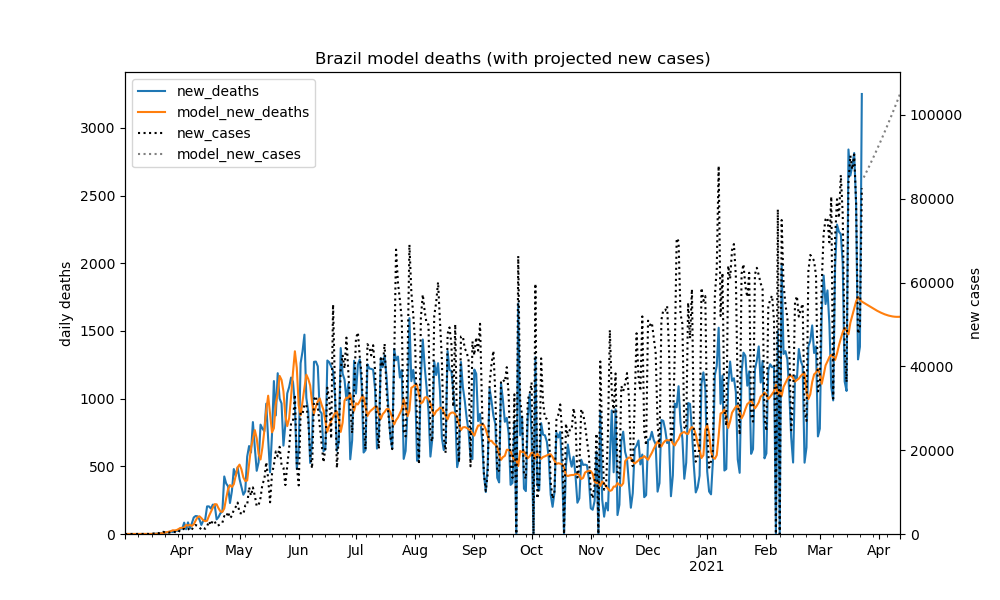 Brazil model deaths (with projected new cases)
new_deaths
model_new_deaths
new_cases
model_new_cases
daily deaths
3000
2500
2000
1500
1000
500
0
new cases
100000
80000
60000
40000
20000
0
Apr May Jun Jul Aug Sep Oct Nov Dec Jan Feb Mar Apr
2021